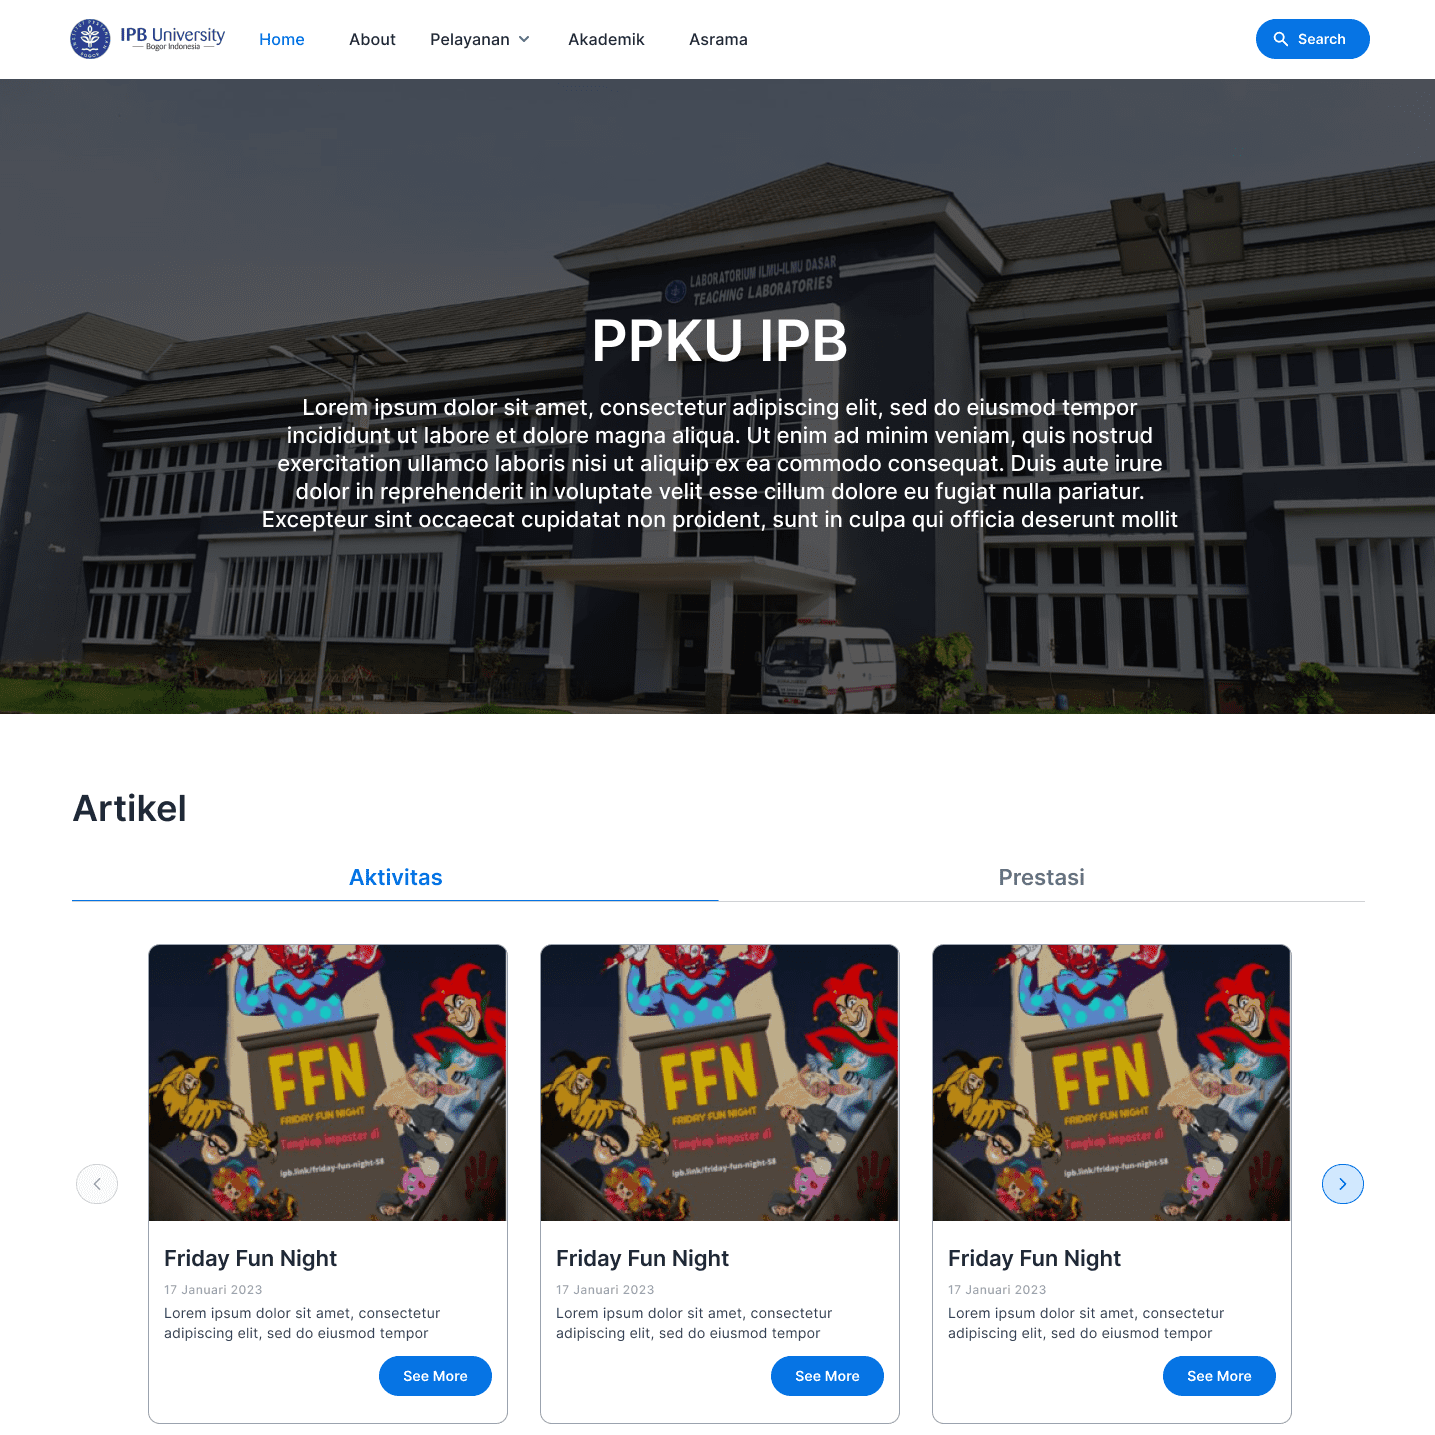 IPB University
Bogor Indonesia
Home
About
Pelayanan
Akademik
Asrama
Search
LABORATORIUM ILMU-ILMU DASAR
TEACHING LABORATORIES
PPKU IPB
Lorem ipsum dolor sit amet, consectetur adipiscing elit, sed do eiusmod tempor
incididunt ut labore et dolore magna aliqua. Ut enim ad minim veniam, quis nostrud
exercitation ullamco laboris nisi ut aliquip ex ea commodo consequat. Duis aute irure
dolor in reprehenderit in voluptate velit esse cillum dolore eu fugiat nulla pariatur.
Excepteur sint occaecat cupidatat non proident, sunt in culpa qui officia deserunt mollit
Artikel
Aktivitas
Prestasi
FFN
FRIDAY FUN NIGHT
Tangkap imposter di
ipb.link/friday-fun-night-58
Friday Fun Night
17 Januari 2023
Lorem ipsum dolor sit amet, consectetur
adipiscing elit, sed do eiusmod tempor
See More
FFN
FRIDAY FUN NIGHT
Tangkap imposter di
ipb.link/friday-fun-night-58
Friday Fun Night
17 Januari 2023
Lorem ipsum dolor sit amet, consectetur
adipiscing elit, sed do eiusmod tempor
See More
FFN
FRIDAY FUN NIGHT
Tangkap imposter di
ipb.link/friday-fun-night-58
Friday Fun Night
17 Januari 2023
Lorem ipsum dolor sit amet, consectetur
adipiscing elit, sed do eiusmod tempor
See More